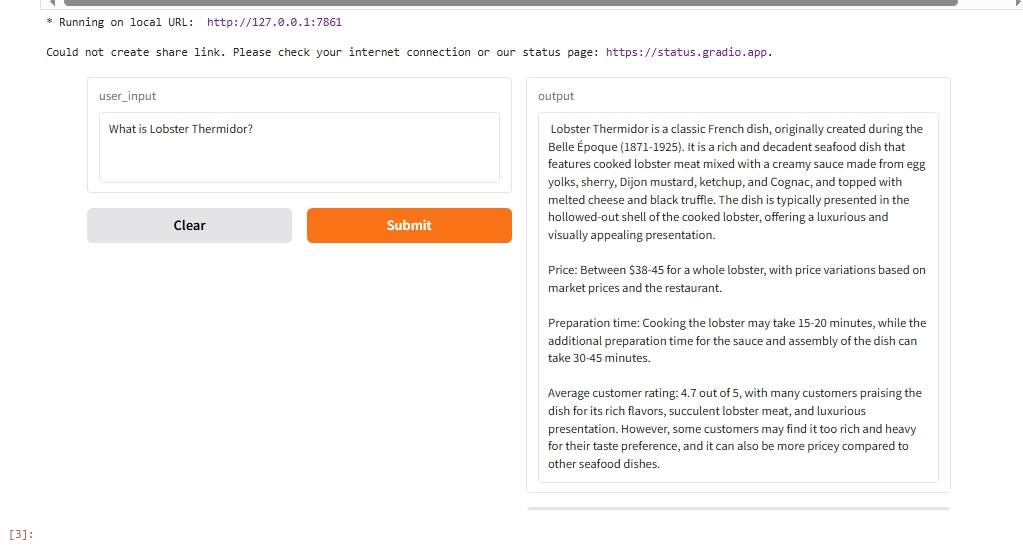 * Running on local URL:  http://127.0.0.1:7861
Could not create share link. Please check your internet connection or our status page: https://status.gradio.app.
user_input
What is Lobster Thermidor?
Clear
Submit
output
Lobster Thermidor is a classic French dish, originally created during the
Belle Époque (1871-1925). It is a rich and decadent seafood dish that
features cooked lobster meat mixed with a creamy sauce made from egg
yolks, sherry, Dijon mustard, ketchup, and Cognac, and topped with
melted cheese and black truffle. The dish is typically presented in the
hollowed-out shell of the cooked lobster, offering a luxurious and
visually appealing presentation.
Price: Between $38-45 for a whole lobster, with price variations based on
market prices and the restaurant.
Preparation time: Cooking the lobster may take 15-20 minutes, while the
additional preparation time for the sauce and assembly of the dish can
take 30-45 minutes.
Average customer rating: 4.7 out of 5, with many customers praising the
dish for its rich flavors, succulent lobster meat, and luxurious
presentation. However, some customers may find it too rich and heavy
for their taste preference, and it can also be more pricey compared to
other seafood dishes.
[3]: